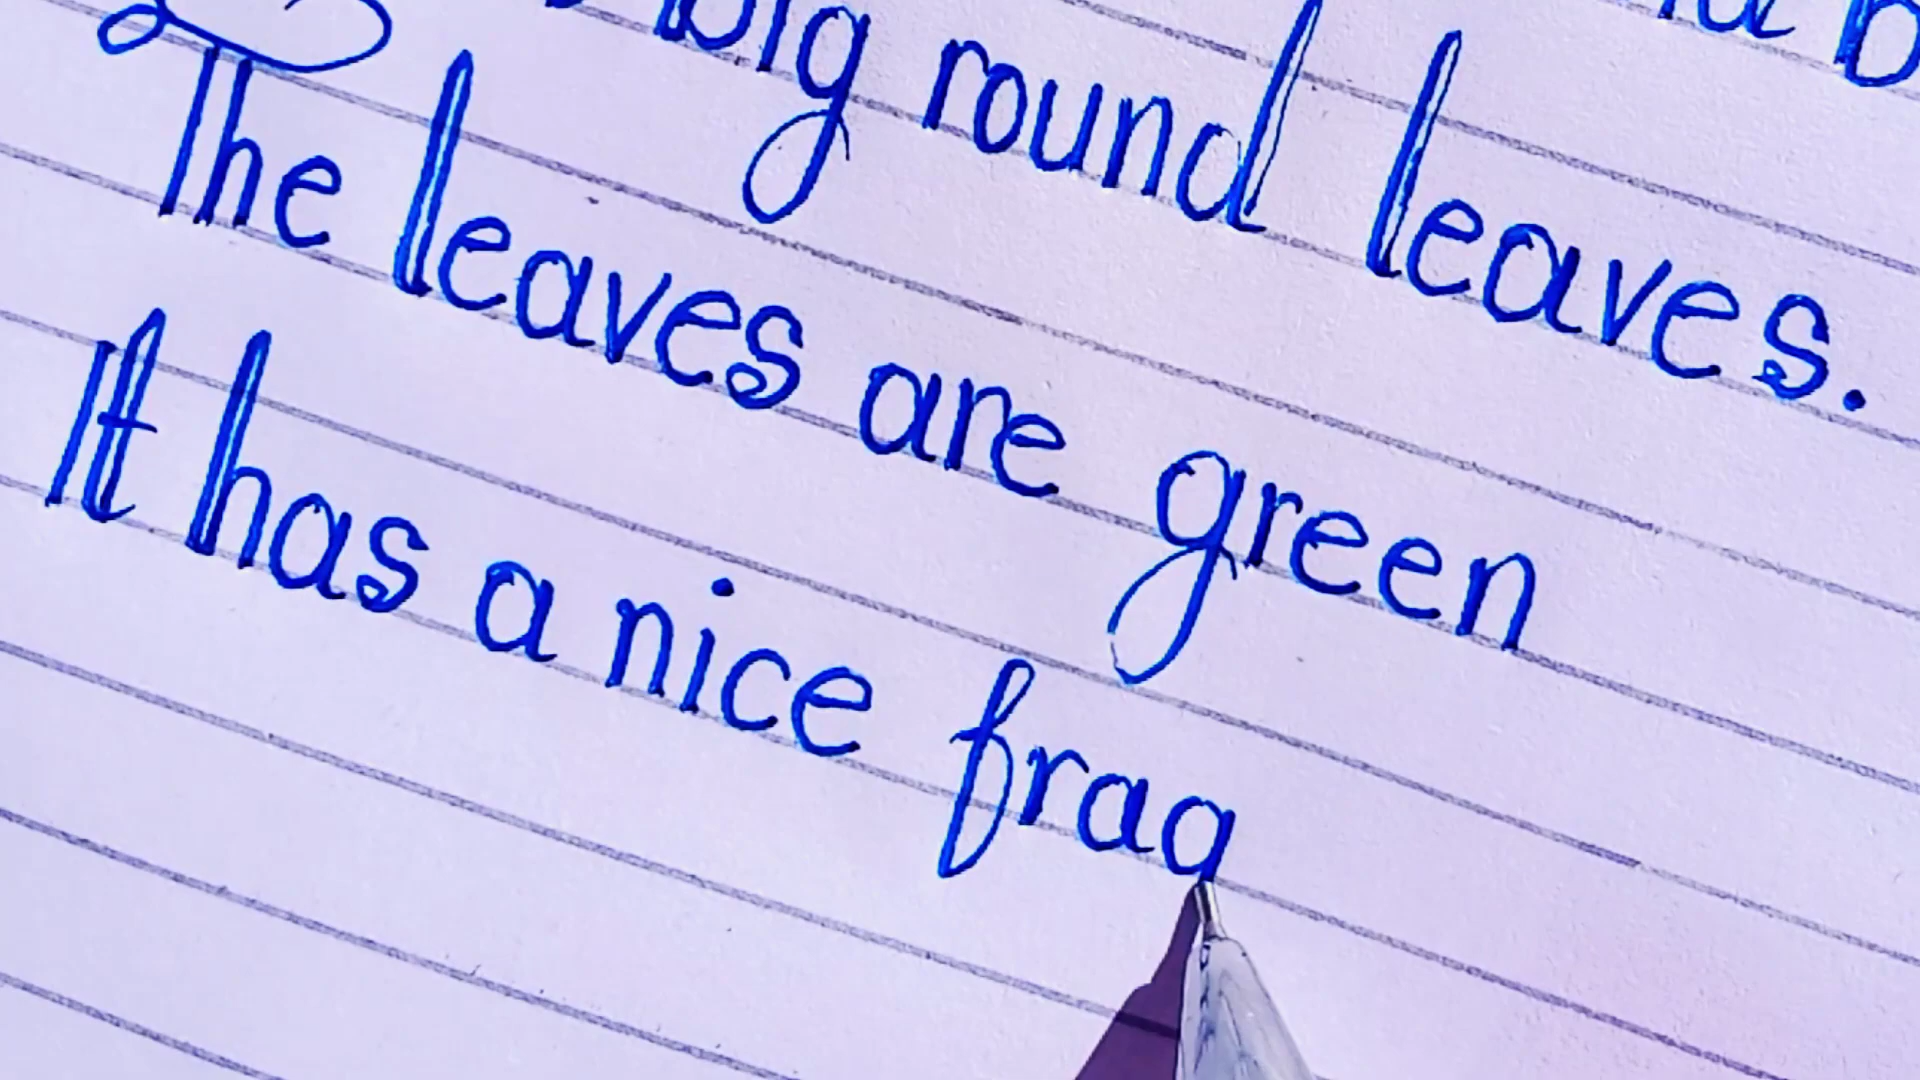 big round leaves.
The leaves are green
It has a nice frag